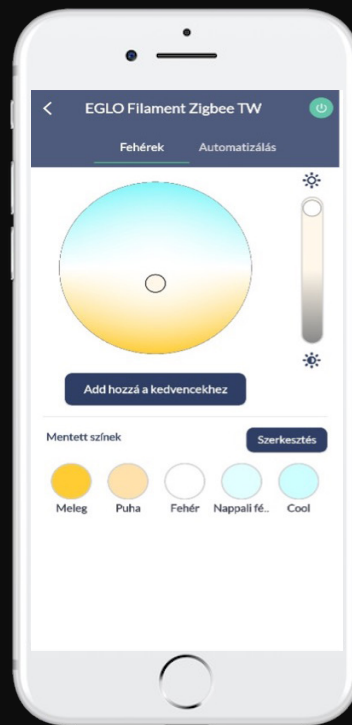 EGLO Filament Zigbee TW
Fehérek Automatizálás
Add hozzá a kedvencekhez
Mentett színek Szerkesztés
Meleg Puha Fehér Nappali fé.. Cool